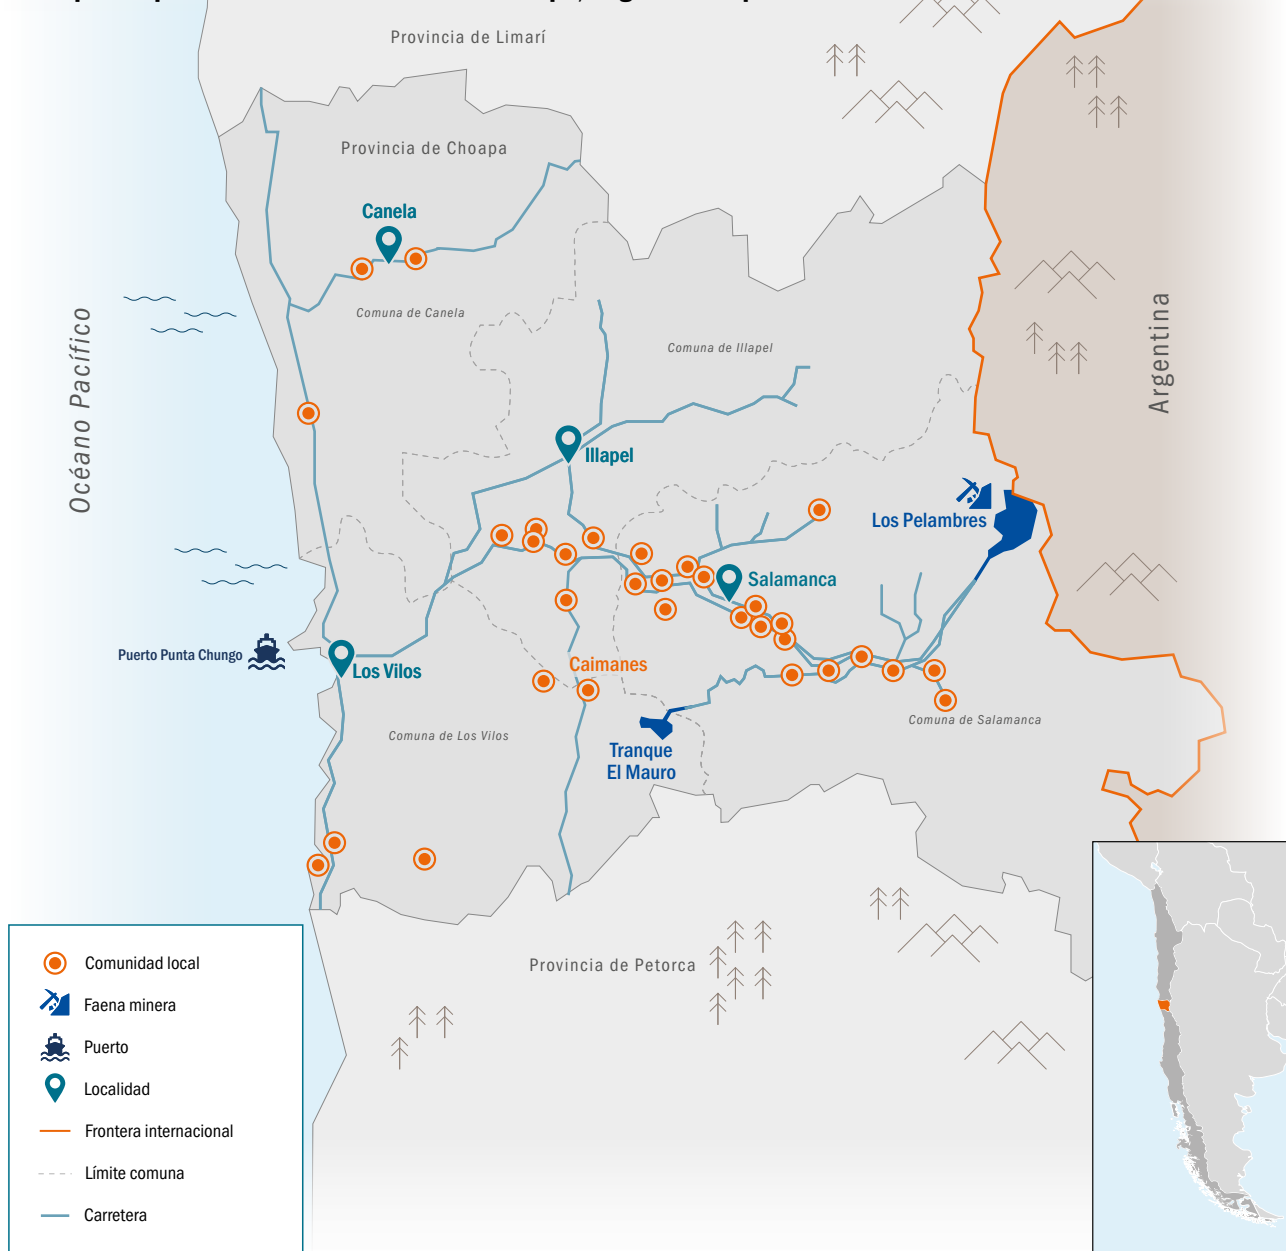 Provincia de Limarí
Provincia de Choapa
Canela
Comuna de Canela
Comuna de Illapel
Océano Pacífico
Argentina
Illapel
Los Pelambres
Salamanca
Puerto Punta Chungo
Los Vilos
Caimanes
Comuna de Salamanca
Comuna de Los Vilos
Tranque
El Mauro
Provincia de Petorca
Comunidad local
Faena minera
Puerto
Localidad
Frontera internacional
Límite comuna
Carretera